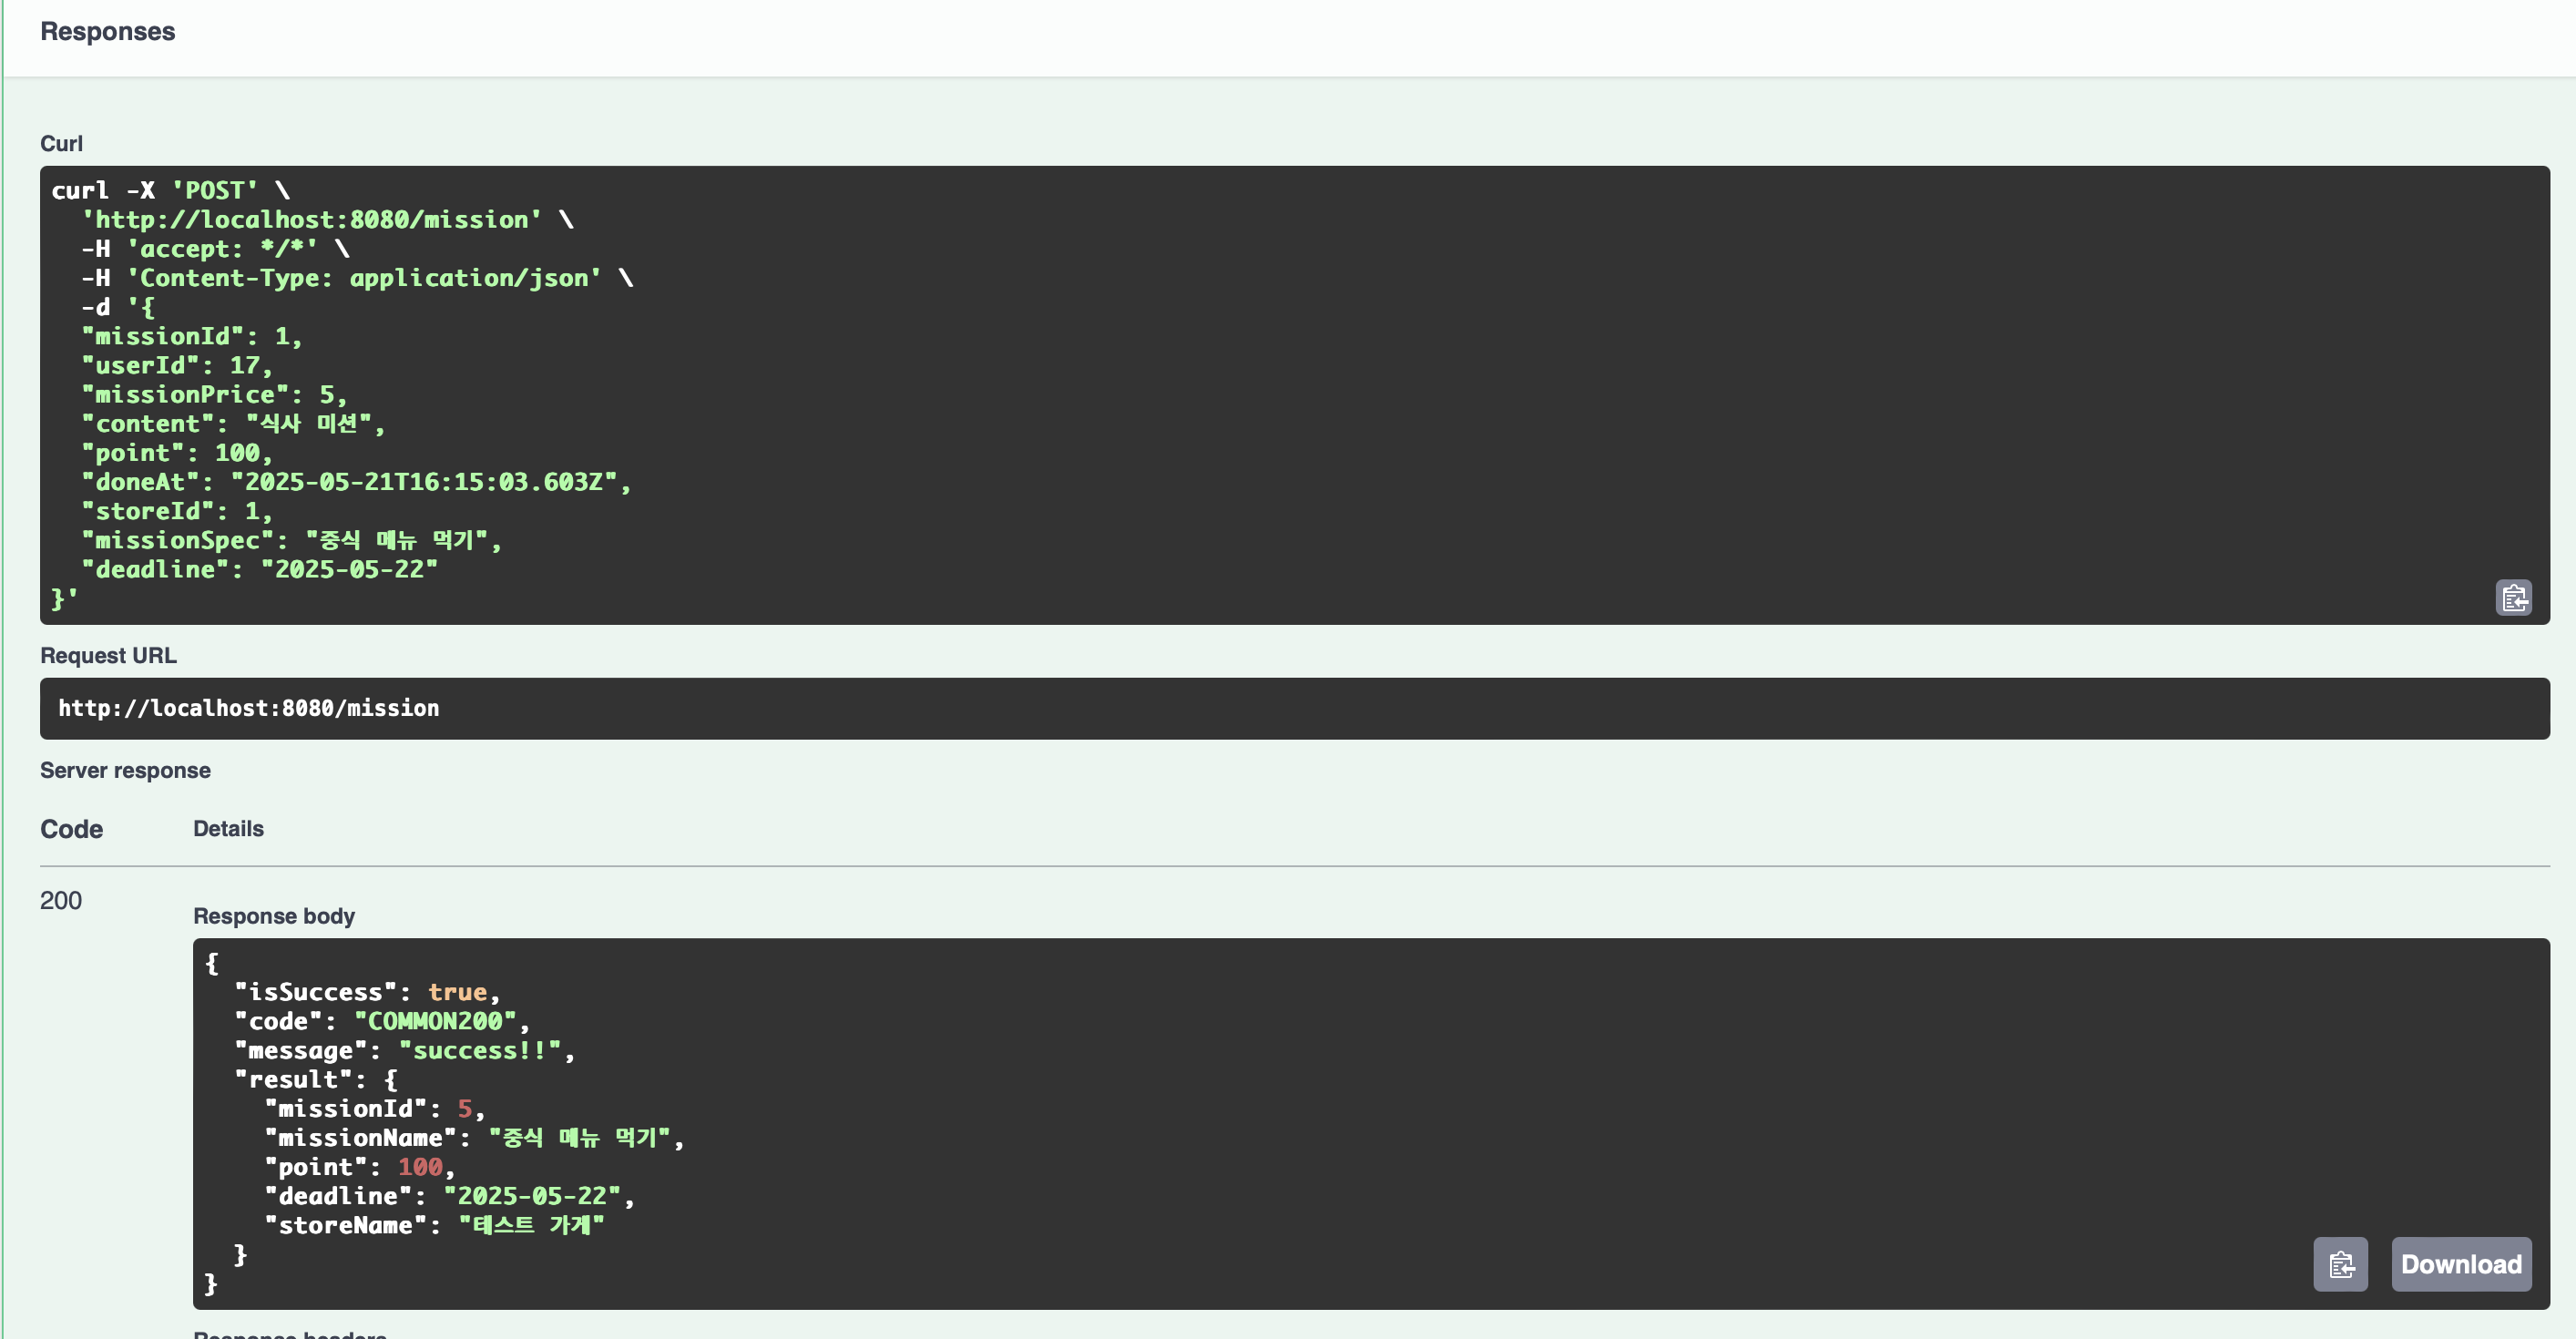 Responses
Curl
curl -X 'POST' \
  'http://localhost:8080/mission' \
  -H 'accept: */*' \
  -H 'Content-Type: application/json' \
  -d '{
  "missionId": 1,
  "userId": 17,
  "missionPrice": 5,
  "content": "식사 미션",
  "point": 100,
  "doneAt": "2025-05-21T16:15:03.603Z",
  "storeId": 1,
  "missionSpec": "중식 메뉴 먹기",
  "deadline": "2025-05-22"
}'
Request URL
http://localhost:8080/mission
Server response
Code Details
200
Response body
{
  "isSuccess": true,
  "code": "COMMON200",
  "message": "success!!",
  "result": {
    "missionId": 5,
    "missionName": "중식 메뉴 먹기",
    "point": 100,
    "deadline": "2025-05-22",
    "storeName": "테스트 가게"
  }
}
Download
Response headers